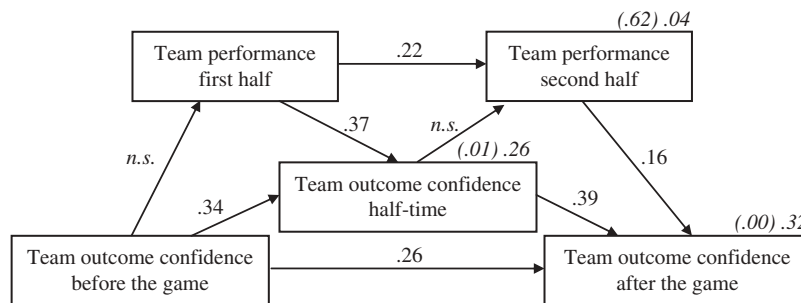 (.62) .04
Team performance
first half
.22
Team performance
second half
n.s.
.37
n.s.
(.01) .26
.16
Team outcome confidence
half-time
.34
.39
(.00) .32
Team outcome confidence
before the game
.26
Team outcome confidence
after the game